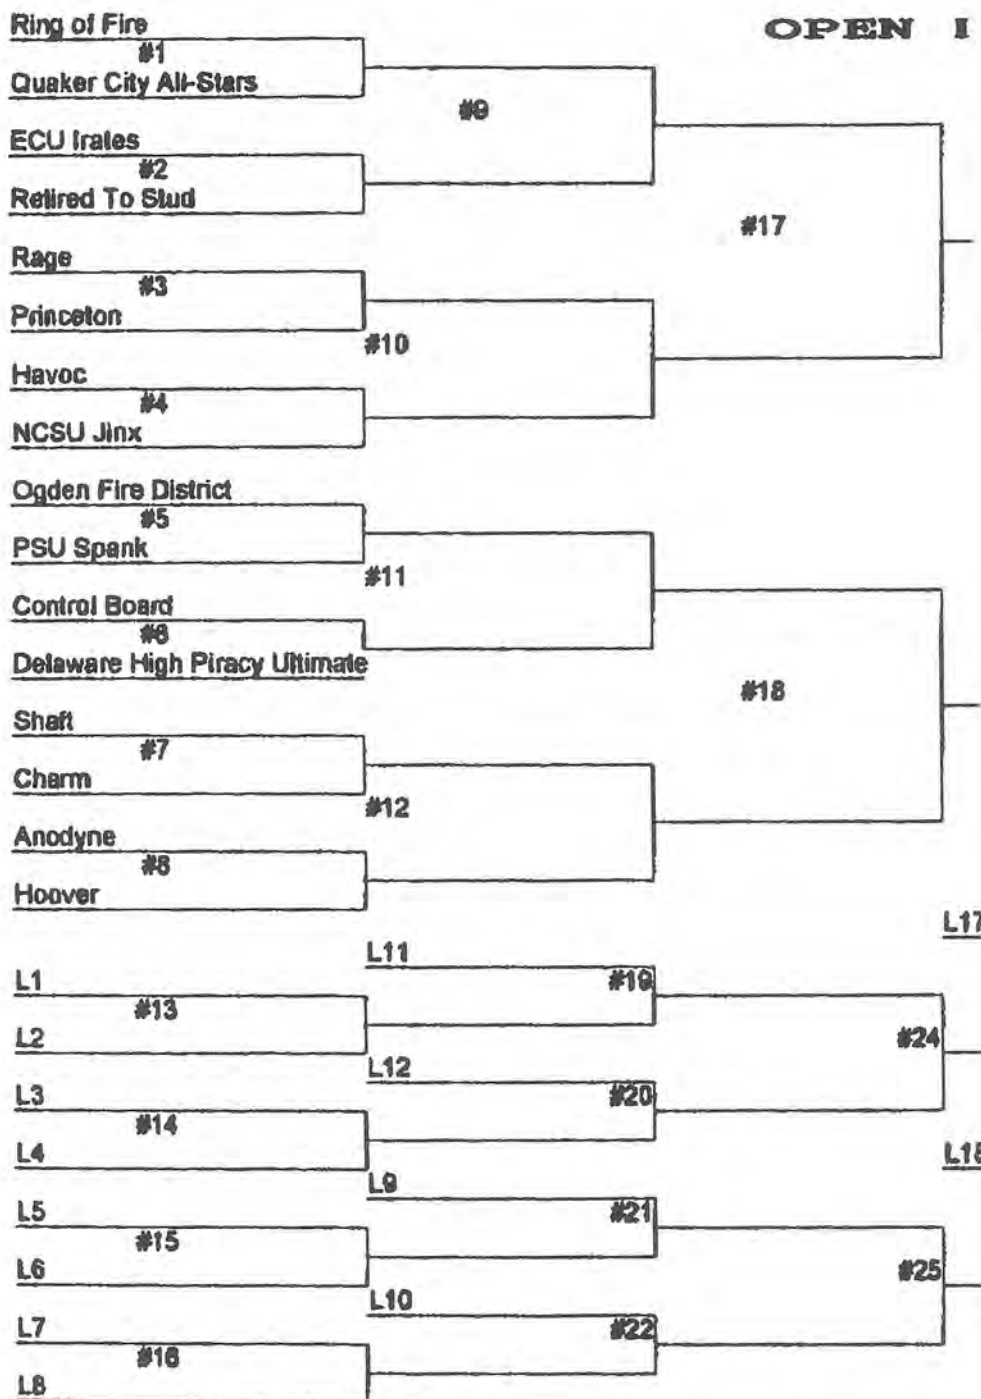 OPEN I
Ring of Fire
#1
Quaker City All-Stars
#9
ECU Irates
#2
Retired To Stud
#17
Rage
#3
Princeton
#10
Havoc
#4
NCSU Jinx
Ogden Fire District
#5
PSU Spank
#11
Control Board
#6
Delaware High Piracy Ultimate
#18
Shaft
#7
Charm
#12
Anodyne
#8
Hoover
L17
L11
L1
#19
#13
L2
#24
L12
L3
#20
#14
L4
L18
L9
L5
#21
#15
L6
#25
L10
L7
#22
#16
L8